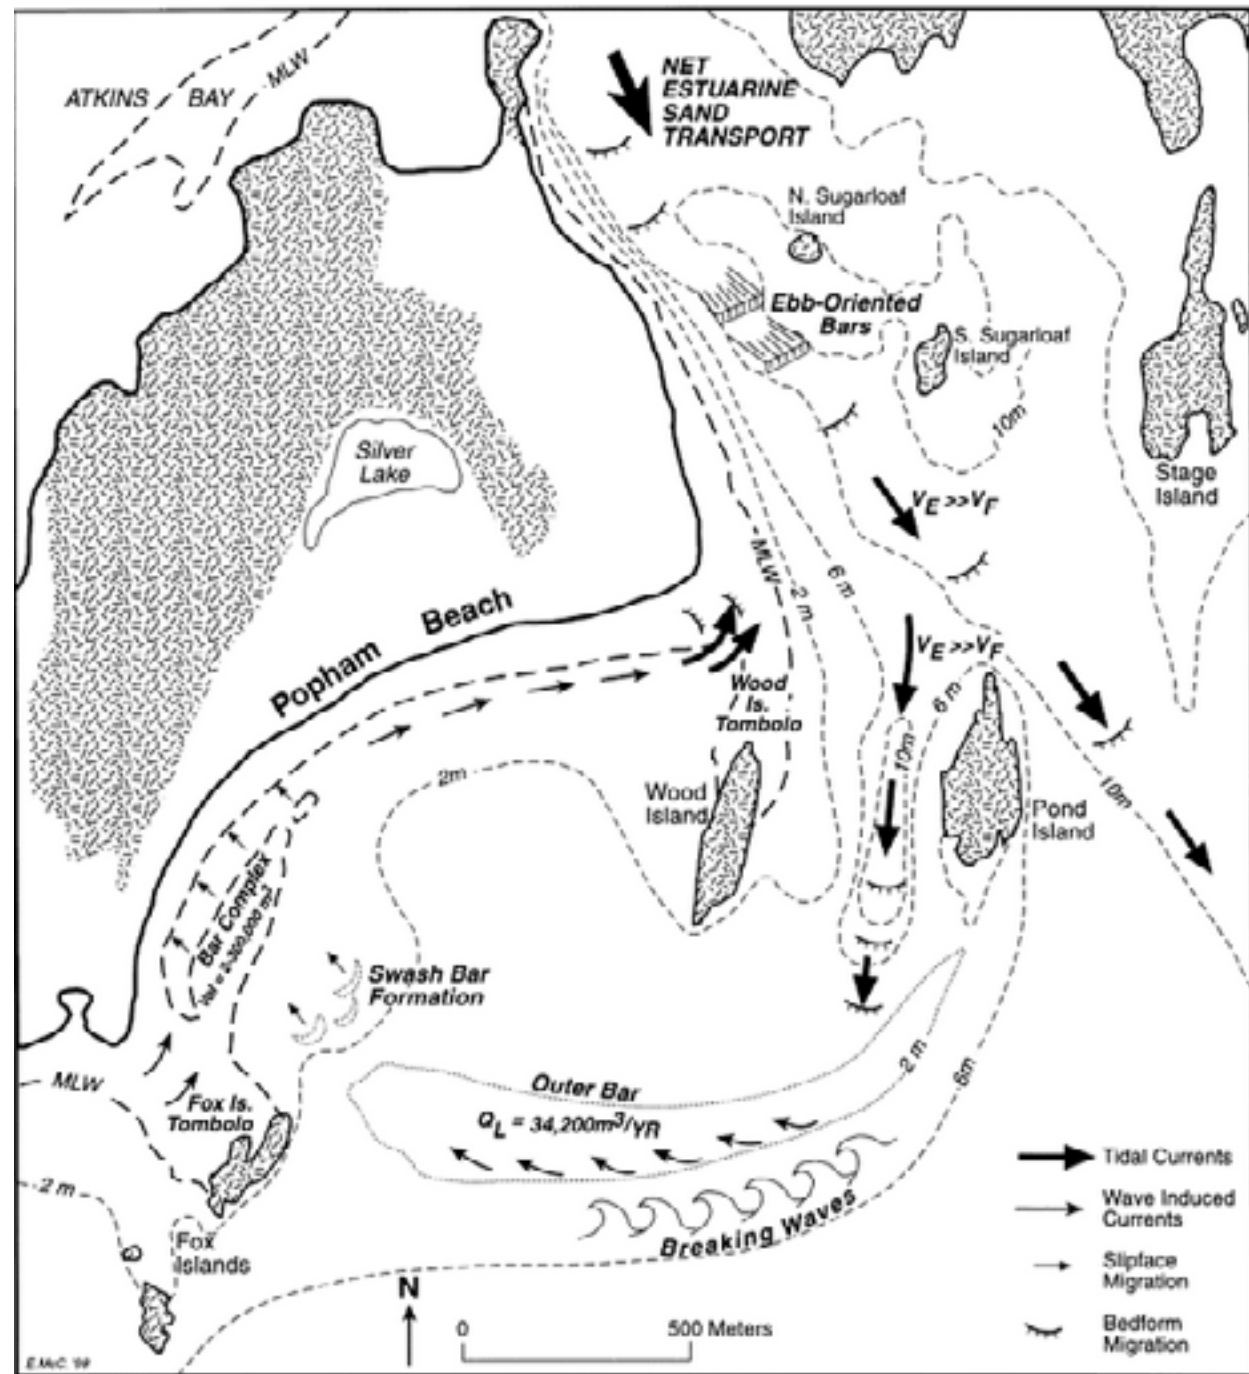 NET
ESTUARINE
SAND
TRANSPORT
ATKINS BAY MLW
N. Sugarloaf
Island
Ebb-Oriented
Bars
S. Sugarloaf
Island
10m
Silver
Lake
Stage
Island
VE >> VF
MLW
6 m
2 m
Popham Beach
VE >> VF
Wood
Is.
Tombolo
6 m
10m
10m
2m
Wood
Island
Pond
Island
Bar Complex
Swash Bar
Formation
MLW
Fox Is.
Tombolo
Outer Bar
2 m
6m
QL = 34,200m³/YR
2 m
Breaking Waves
Fox
Islands
Tidal Currents
Wave Induced
Currents
Slipface
Migration
Bedform
Migration
N
0 500 Meters